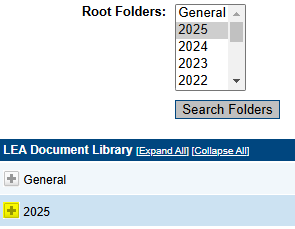 Root Folders:
General
2025
2024
2023
2022
Search Folders
LEA Document Library [Expand All] [Collapse All]
General
2025